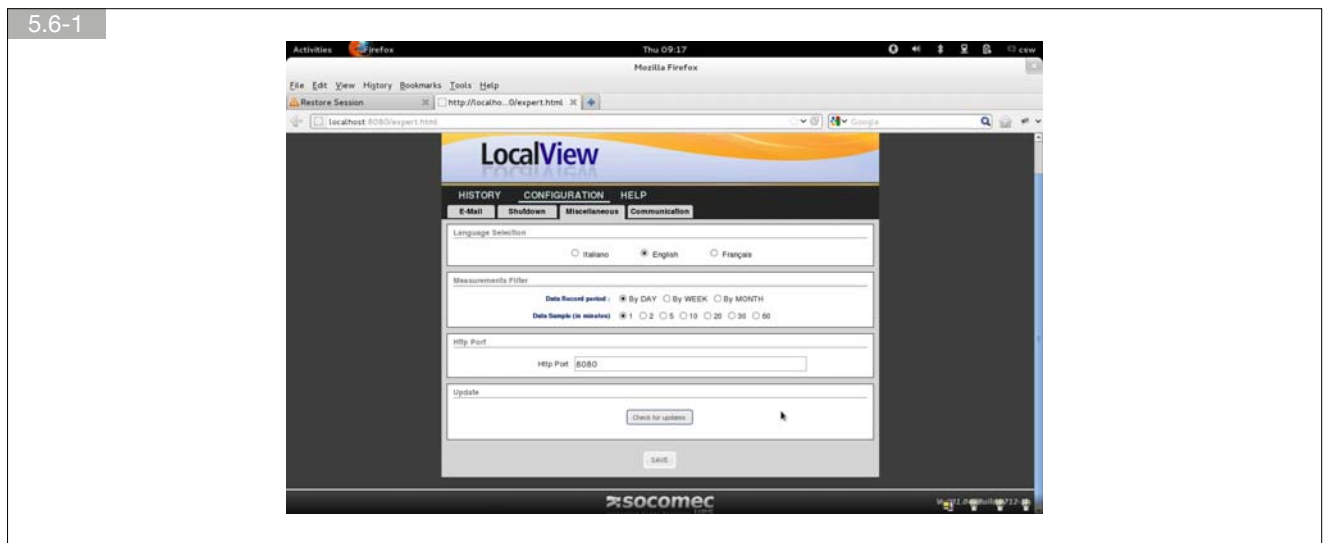 5.6-1
Activities Firefox Thu 09:17 csw
Mozilla Firefox
File Edit View History Bookmarks Tools Help
Restore Session http://localho...0/expert.html
localhost:8080/expert.html Google
LocalView
HISTORY CONFIGURATION HELP
E-Mail Shutdown Miscellaneous Communication
Language Selection
Italiano English Français
Measurements Filter
Data Record period : By DAY By WEEK By MONTH
Data Sample (in minutes) 1 2 5 10 20 30 60
Http Port
Http Port 8080
Update
Check for updates
SAVE
socomec